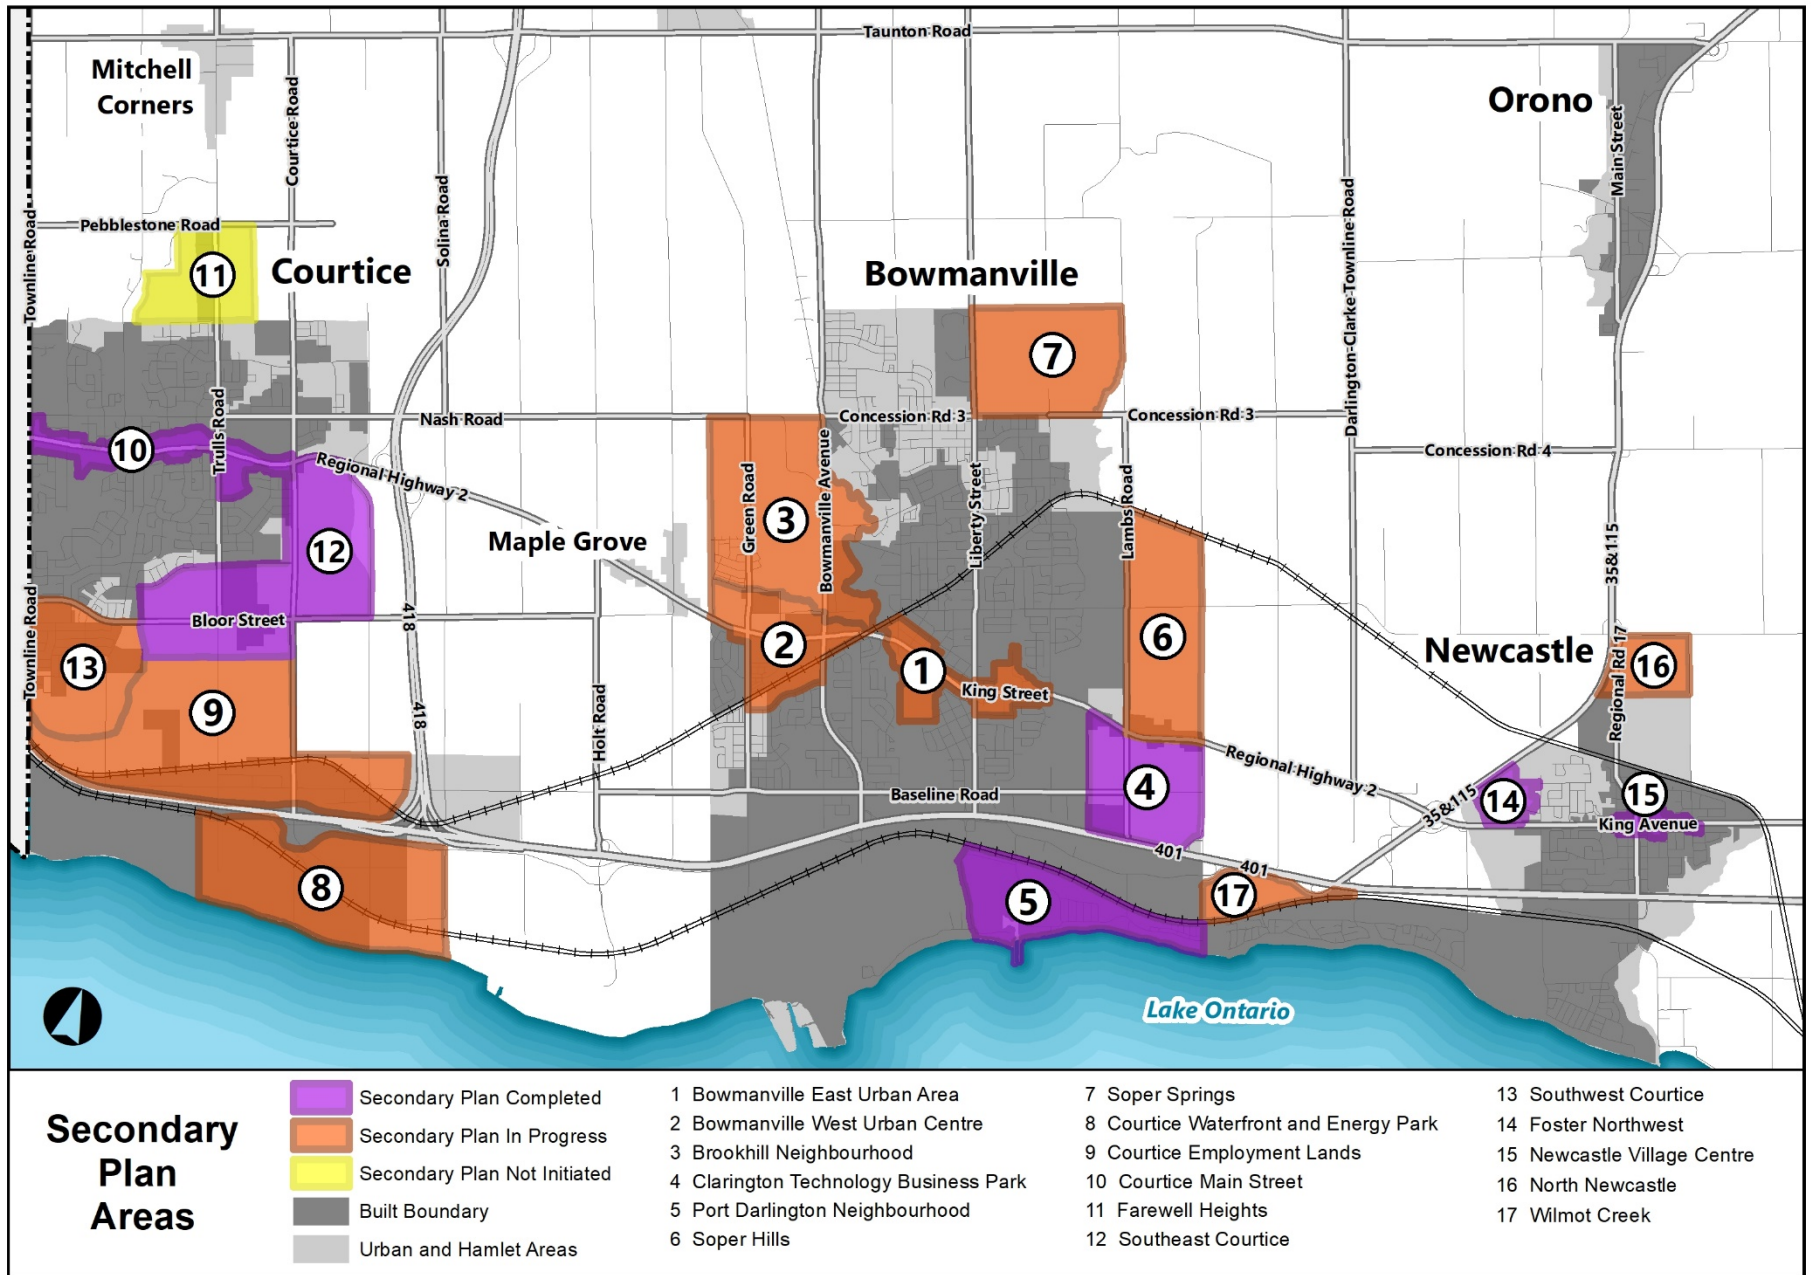 Taunton Road
Mitchell
Corners
Orono
Courtice Road
Main Street
Solina Road
Darlington-Clarke Townline Road
Townline Road
Pebblestone Road
11
Courtice
Bowmanville
7
Trulls Road
Nash Road
Concession Rd 3
Concession Rd 3
Concession Rd 4
10
Regional Highway 2
Green Road
Bowmanville Avenue
Liberty Street
Lambs Road
3
12
Maple Grove
35&115
Townline Road
Bloor Street
418
2
6
Newcastle
13
1
16
King Street
Regional Rd 17
9
418
Holt Road
Regional Highway 2
4
Baseline Road
35&115
14
15
King Avenue
401
401
8
5
17
Lake Ontario
Secondary
Plan
Areas
Secondary Plan Completed
Secondary Plan In Progress
Secondary Plan Not Initiated
Built Boundary
Urban and Hamlet Areas
1 Bowmanville East Urban Area
2 Bowmanville West Urban Centre
3 Brookhill Neighbourhood
4 Clarington Technology Business Park
5 Port Darlington Neighbourhood
6 Soper Hills
7 Soper Springs
8 Courtice Waterfront and Energy Park
9 Courtice Employment Lands
10 Courtice Main Street
11 Farewell Heights
12 Southeast Courtice
13 Southwest Courtice
14 Foster Northwest
15 Newcastle Village Centre
16 North Newcastle
17 Wilmot Creek